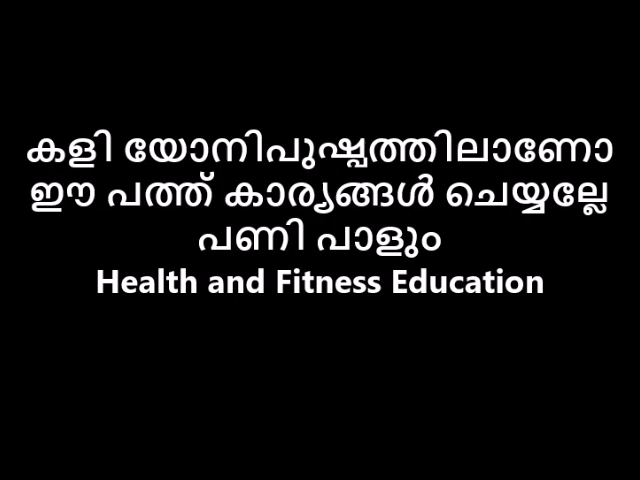 കളി യോനിപുഷ്പത്തിലാണോ
ഈ പത്ത് കാര്യങ്ങൾ ചെയ്യല്ലേ
പണി പാളും
Health and Fitness Education